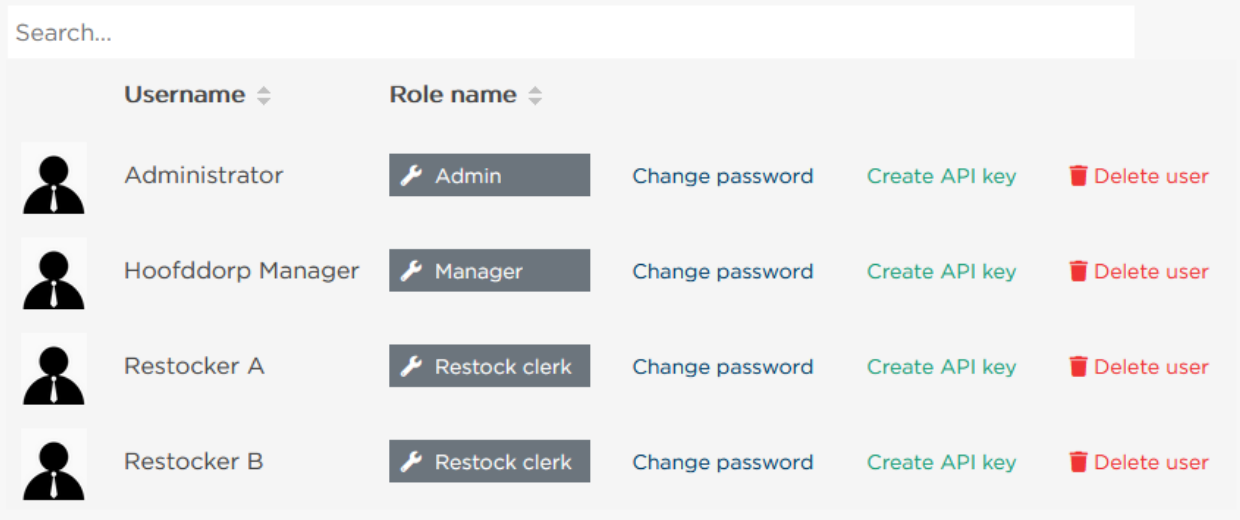 Search...
Username Role name
Administrator Admin Change password Create API key Delete user
Hoofddorp Manager Manager Change password Create API key Delete user
Restocker A Restock clerk Change password Create API key Delete user
Restocker B Restock clerk Change password Create API key Delete user